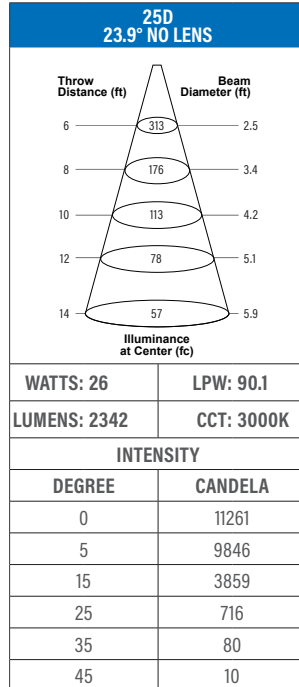 25D
23.9° NO LENS
Throw Beam
Distance (ft) Diameter (ft)
6 313 2.5
8 176 3.4
10 113 4.2
12 78 5.1
14 57 5.9
Illuminance
at Center (fc)
WATTS: 26 LPW: 90.1
LUMENS: 2342 CCT: 3000K
INTENSITY
DEGREE CANDELA
0 11261
5 9846
15 3859
25 716
35 80
45 10